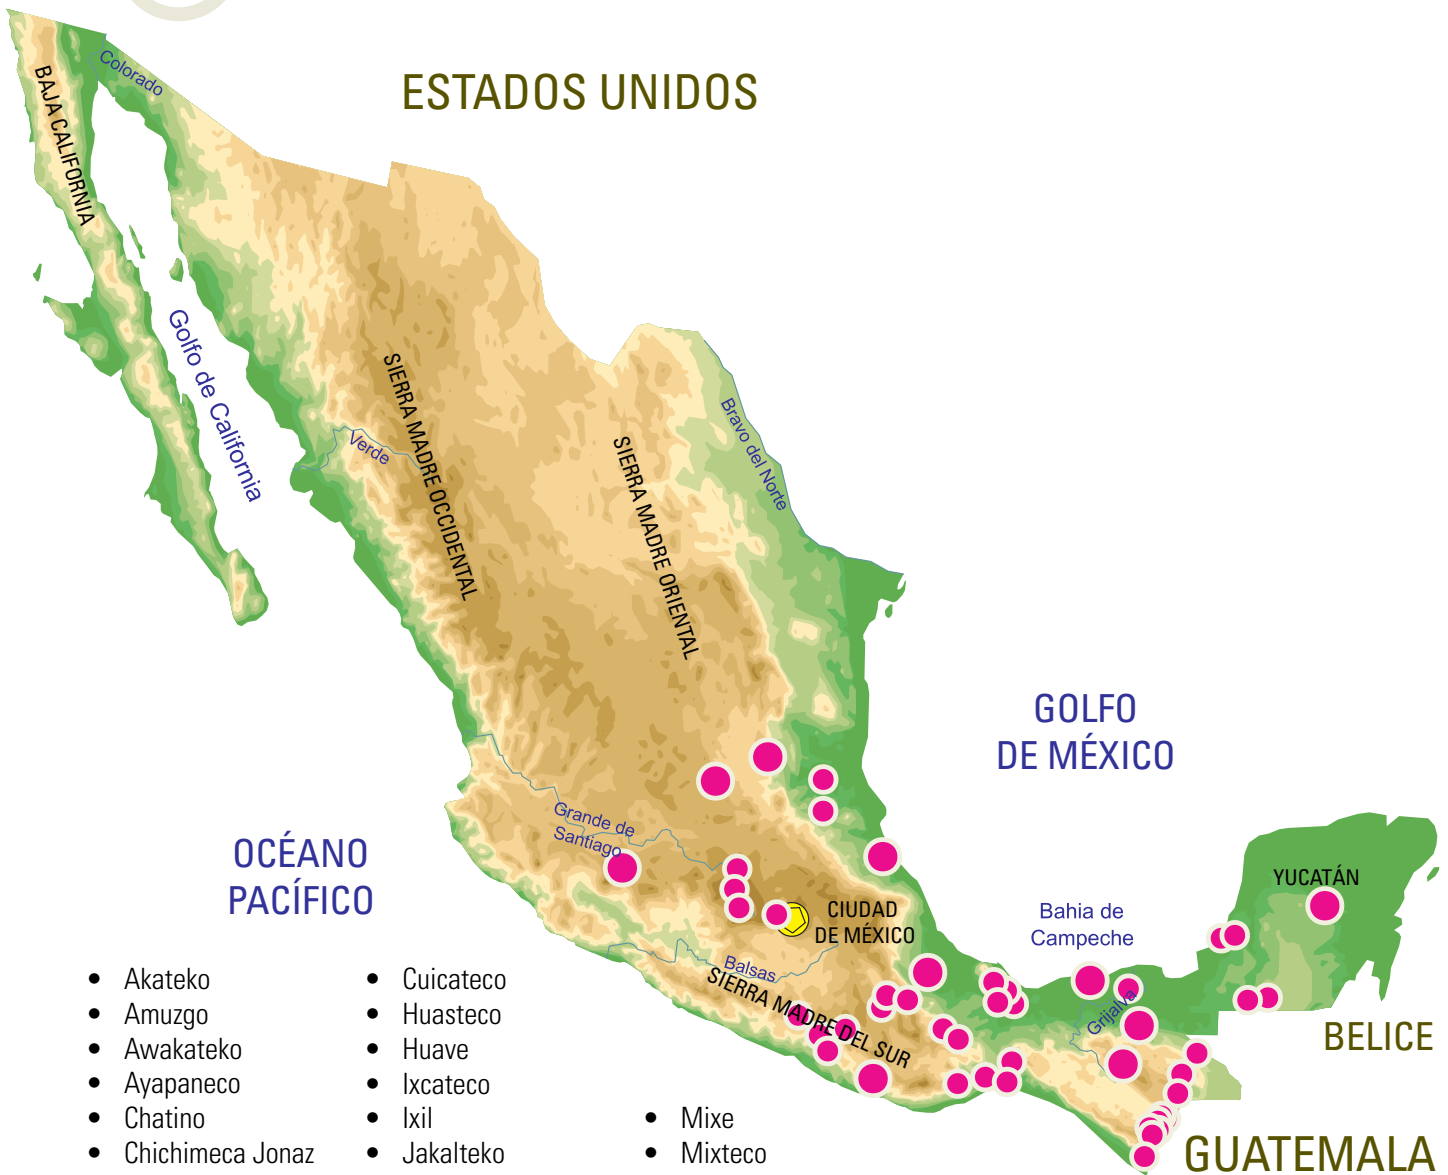 ESTADOS UNIDOS
Colorado
BAJA CALIFORNIA
Golfo de California
SIERRA MADRE OCCIDENTAL
Verde
SIERRA MADRE ORIENTAL
Bravo del Norte
GOLFO
DE MÉXICO
Grande de
Santiago
OCÉANO
PACÍFICO
YUCATÁN
CIUDAD
DE MÉXICO
Bahia de
Campeche
Balsas
SIERRA MADRE DEL SUR
Grijalva
BELICE
GUATEMALA
• Akateko
• Amuzgo
• Awakateko
• Ayapaneco
• Chatino
• Chichimeca Jonaz
• Cuicateco
• Huasteco
• Huave
• Ixcateco
• Ixil
• Jakalteko
• Mixe
• Mixteco